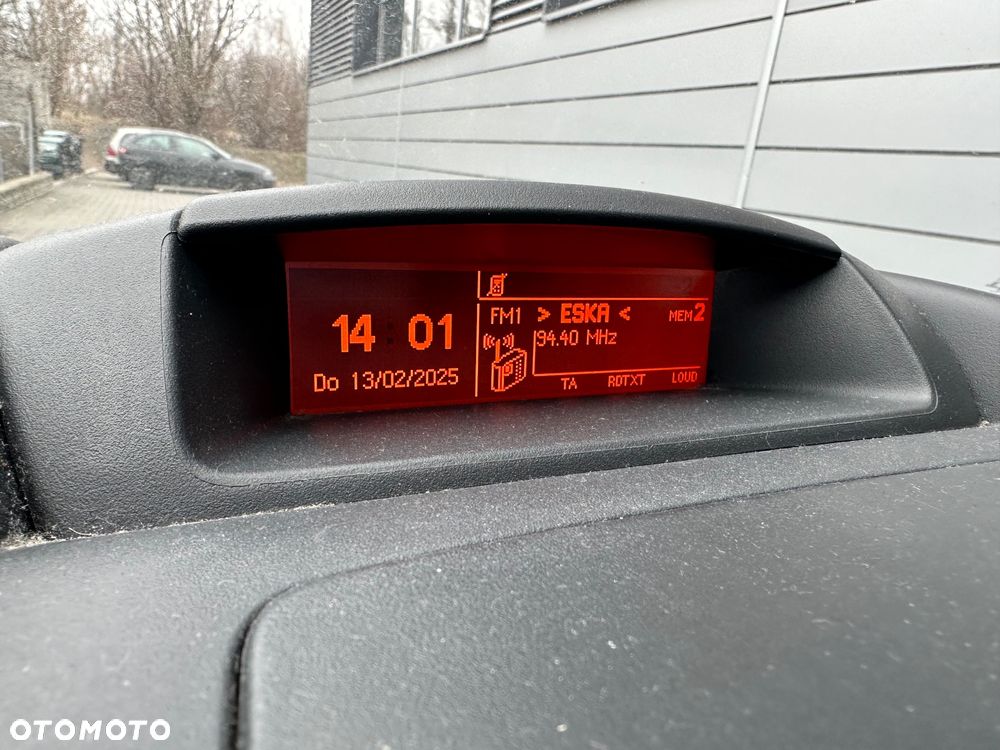 14 01
Do 13/02/2025
FM1 > ESKA < MEM2
94.40 MHz
TA RDTXT LOUD
OTOMOTO